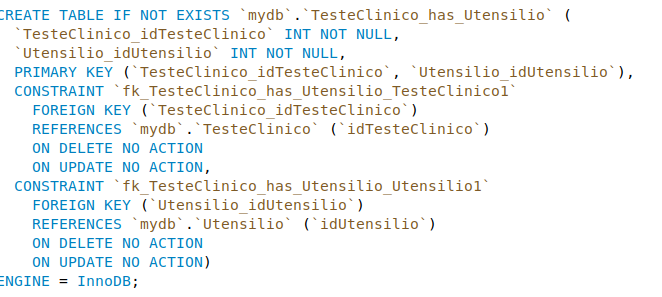 CREATE TABLE IF NOT EXISTS `mydb`.`TesteClinico_has_Utensilio` (
  `TesteClinico_idTesteClinico` INT NOT NULL,
  `Utensilio_idUtensilio` INT NOT NULL,
  PRIMARY KEY (`TesteClinico_idTesteClinico`, `Utensilio_idUtensilio`),
  CONSTRAINT `fk_TesteClinico_has_Utensilio_TesteClinico1`
    FOREIGN KEY (`TesteClinico_idTesteClinico`)
    REFERENCES `mydb`.`TesteClinico` (`idTesteClinico`)
    ON DELETE NO ACTION
    ON UPDATE NO ACTION,
  CONSTRAINT `fk_TesteClinico_has_Utensilio_Utensilio1`
    FOREIGN KEY (`Utensilio_idUtensilio`)
    REFERENCES `mydb`.`Utensilio` (`idUtensilio`)
    ON DELETE NO ACTION
    ON UPDATE NO ACTION)
ENGINE = InnoDB;